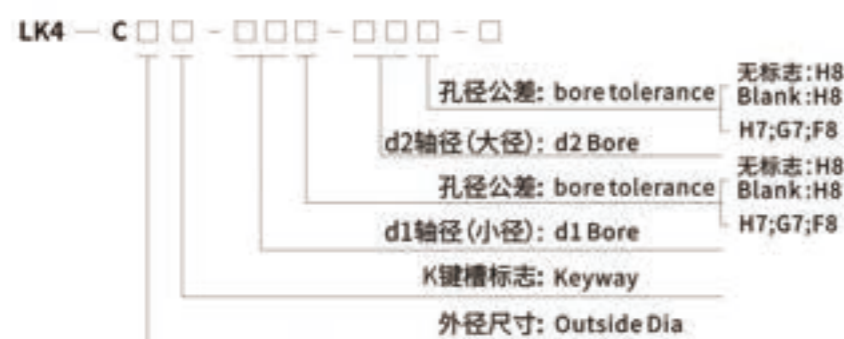 LK4 — C□ □ - □□□ - □□□ - □
无标志:H8
孔径公差: bore tolerance Blank:H8
H7;G7;F8
d2轴径(大径): d2 Bore
无标志:H8
孔径公差: bore tolerance Blank:H8
H7;G7;F8
d1轴径(小径): d1 Bore
K键槽标志: Keyway
外径尺寸: Outside Dia